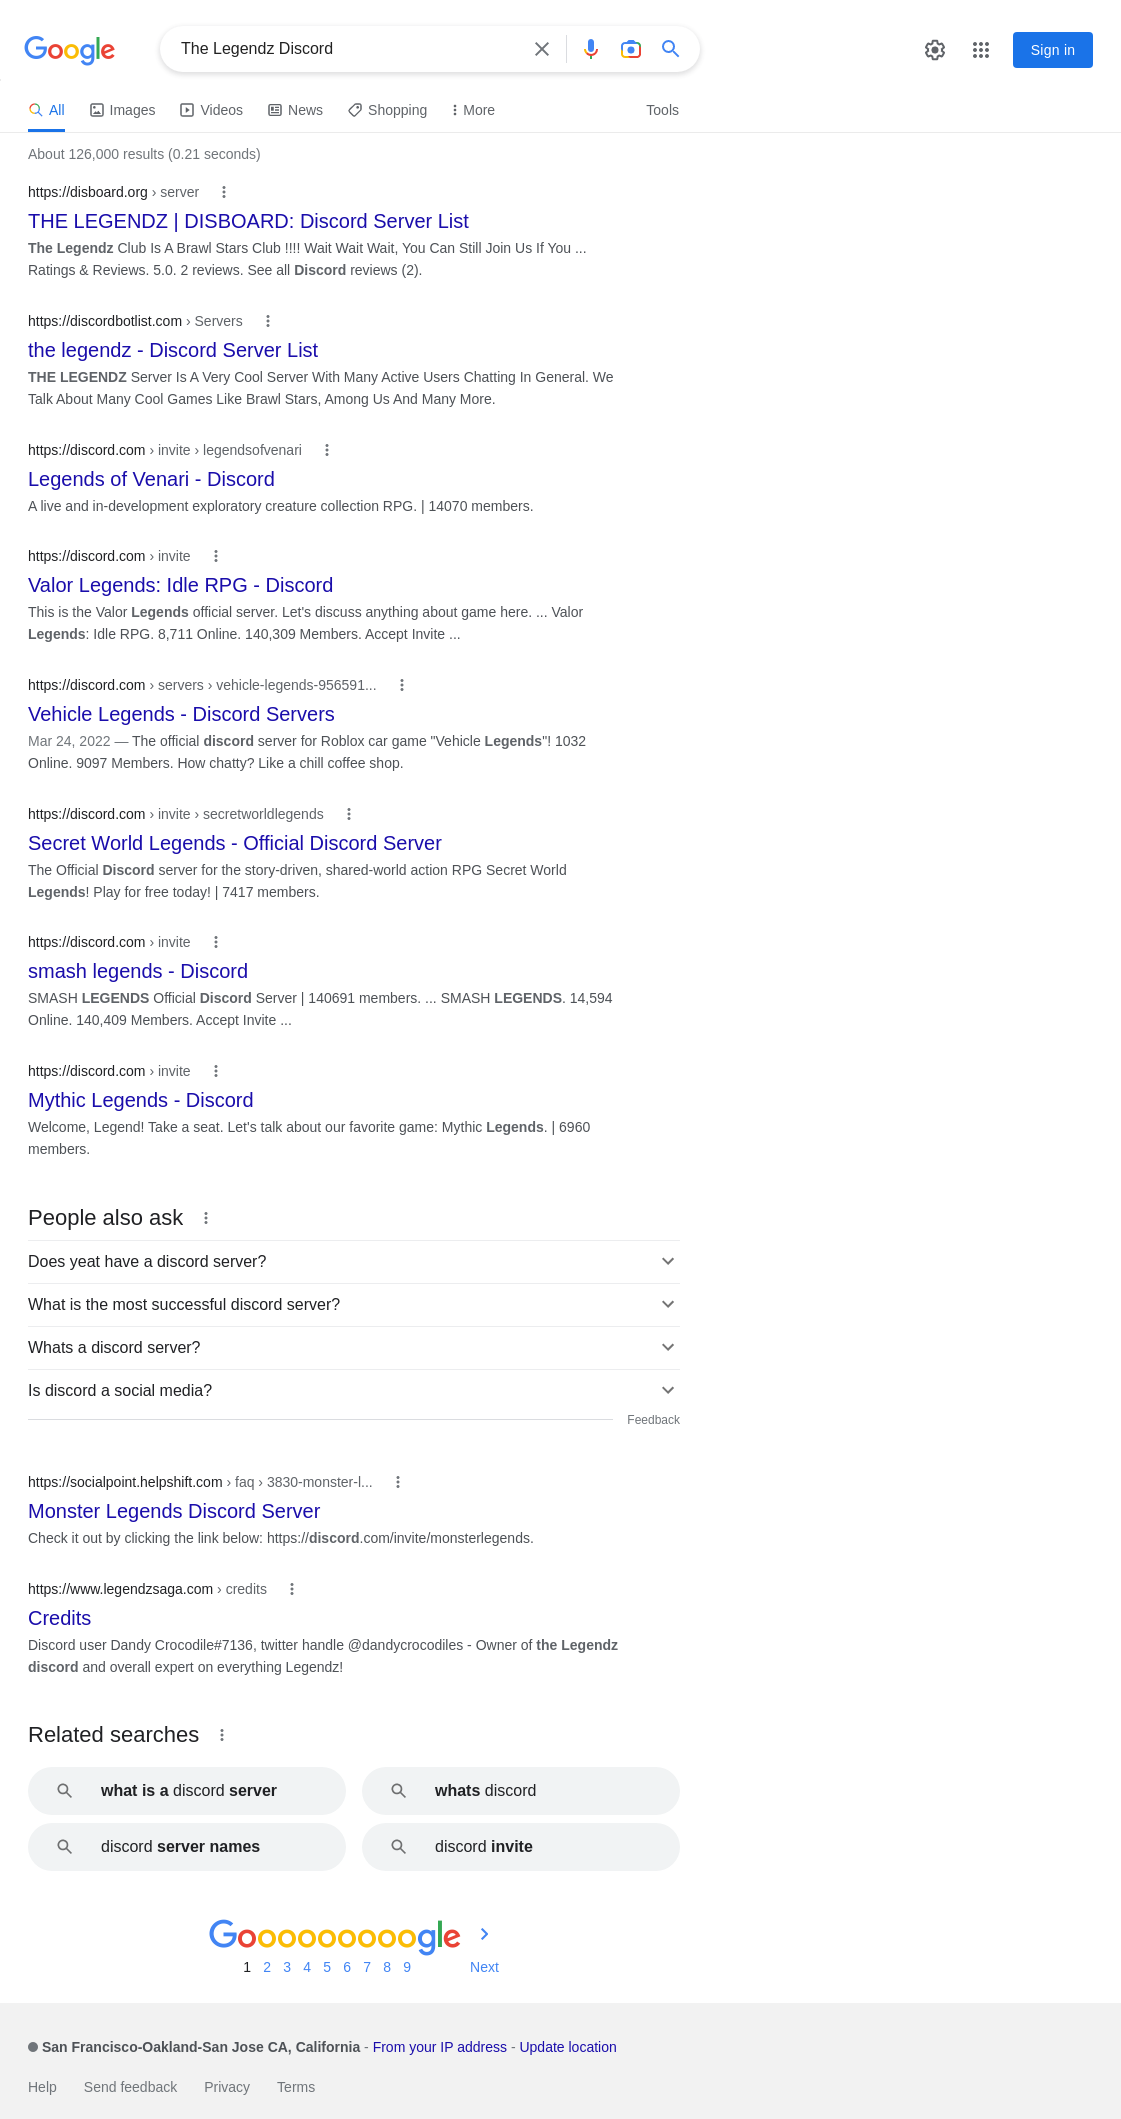 Google
The Legendz Discord
Sign in
All
Images
Videos
News
Shopping
More
Tools
About 126,000 results (0.21 seconds)
https://disboard.org › server
THE LEGENDZ | DISBOARD: Discord Server List
The Legendz Club Is A Brawl Stars Club !!!! Wait Wait Wait, You Can Still Join Us If You ...
Ratings & Reviews. 5.0. 2 reviews. See all Discord reviews (2).
https://discordbotlist.com › Servers
the legendz - Discord Server List
THE LEGENDZ Server Is A Very Cool Server With Many Active Users Chatting In General. We
Talk About Many Cool Games Like Brawl Stars, Among Us And Many More.
https://discord.com › invite › legendsofvenari
Legends of Venari - Discord
A live and in-development exploratory creature collection RPG. | 14070 members.
https://discord.com › invite
Valor Legends: Idle RPG - Discord
This is the Valor Legends official server. Let's discuss anything about game here. ... Valor
Legends: Idle RPG. 8,711 Online. 140,309 Members. Accept Invite ...
https://discord.com › servers › vehicle-legends-956591...
Vehicle Legends - Discord Servers
Mar 24, 2022 — The official discord server for Roblox car game "Vehicle Legends"! 1032
Online. 9097 Members. How chatty? Like a chill coffee shop.
https://discord.com › invite › secretworldlegends
Secret World Legends - Official Discord Server
The Official Discord server for the story-driven, shared-world action RPG Secret World
Legends! Play for free today! | 7417 members.
https://discord.com › invite
smash legends - Discord
SMASH LEGENDS Official Discord Server | 140691 members. ... SMASH LEGENDS. 14,594
Online. 140,409 Members. Accept Invite ...
https://discord.com › invite
Mythic Legends - Discord
Welcome, Legend! Take a seat. Let's talk about our favorite game: Mythic Legends. | 6960
members.
People also ask
Does yeat have a discord server?
What is the most successful discord server?
Whats a discord server?
Is discord a social media?
Feedback
https://socialpoint.helpshift.com › faq › 3830-monster-l...
Monster Legends Discord Server
Check it out by clicking the link below: https://discord.com/invite/monsterlegends.
https://www.legendzsaga.com › credits
Credits
Discord user Dandy Crocodile#7136, twitter handle @dandycrocodiles - Owner of the Legendz
discord and overall expert on everything Legendz!
Related searches
what is a discord server
whats discord
discord server names
discord invite
Goooooooooogle
1 2 3 4 5 6 7 8 9 Next
San Francisco-Oakland-San Jose CA, California - From your IP address - Update location
Help Send feedback Privacy Terms